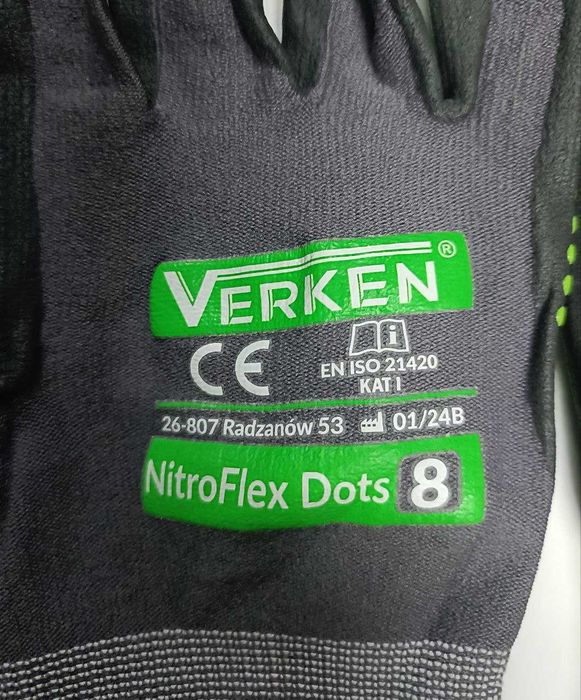 VERKEN®
CE
i
EN ISO 21420
KAT I
26-807 Radzanów 53 01/24B
NitroFlex Dots 8